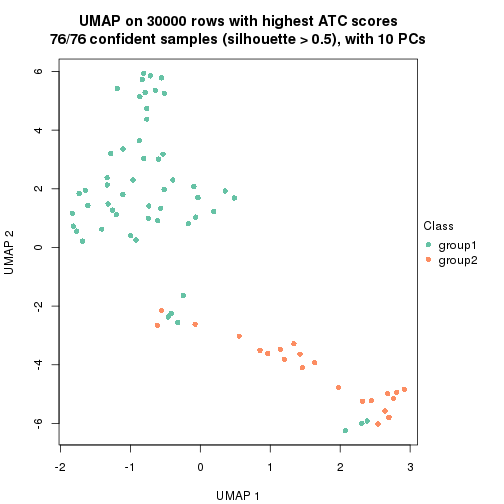 UMAP on 30000 rows with highest ATC scores
76/76 confident samples (silhouette > 0.5), with 10 PCs
6
4
2
0
-2
-4
-6
UMAP 2
Class
group1
group2
-2 -1 0 1 2 3
UMAP 1